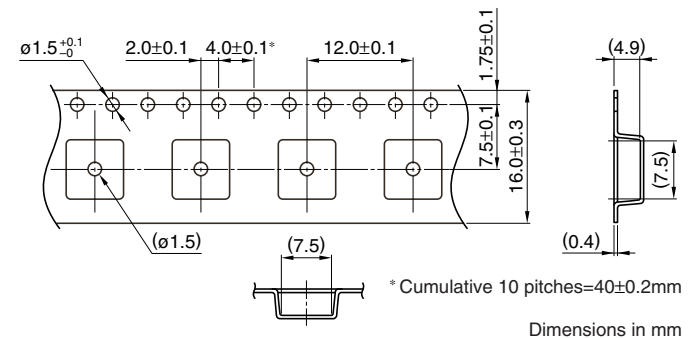 ø1.5 +0.1 −0
2.0±0.1
4.0±0.1*
12.0±0.1
1.75±0.1
(4.9)
7.5±0.1
16.0±0.3
(7.5)
(ø1.5)
(7.5)
(0.4)
*Cumulative 10 pitches=40±0.2mm
Dimensions in mm